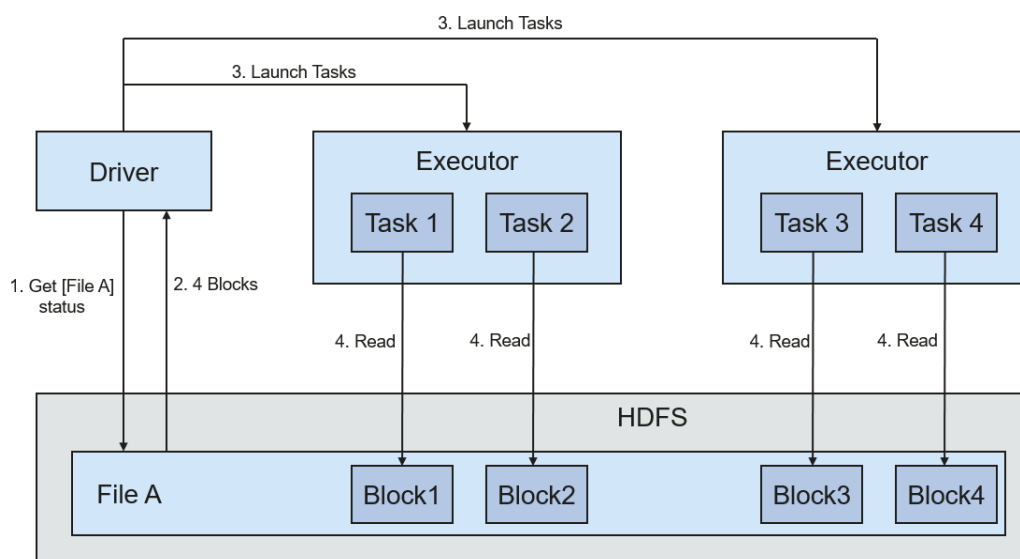 3. Launch Tasks
3. Launch Tasks
Driver
Executor
Executor
Task 1
Task 2
Task 3
Task 4
1. Get [File A]
status
2. 4 Blocks
4. Read
4. Read
4. Read
4. Read
HDFS
File A
Block1
Block2
Block3
Block4